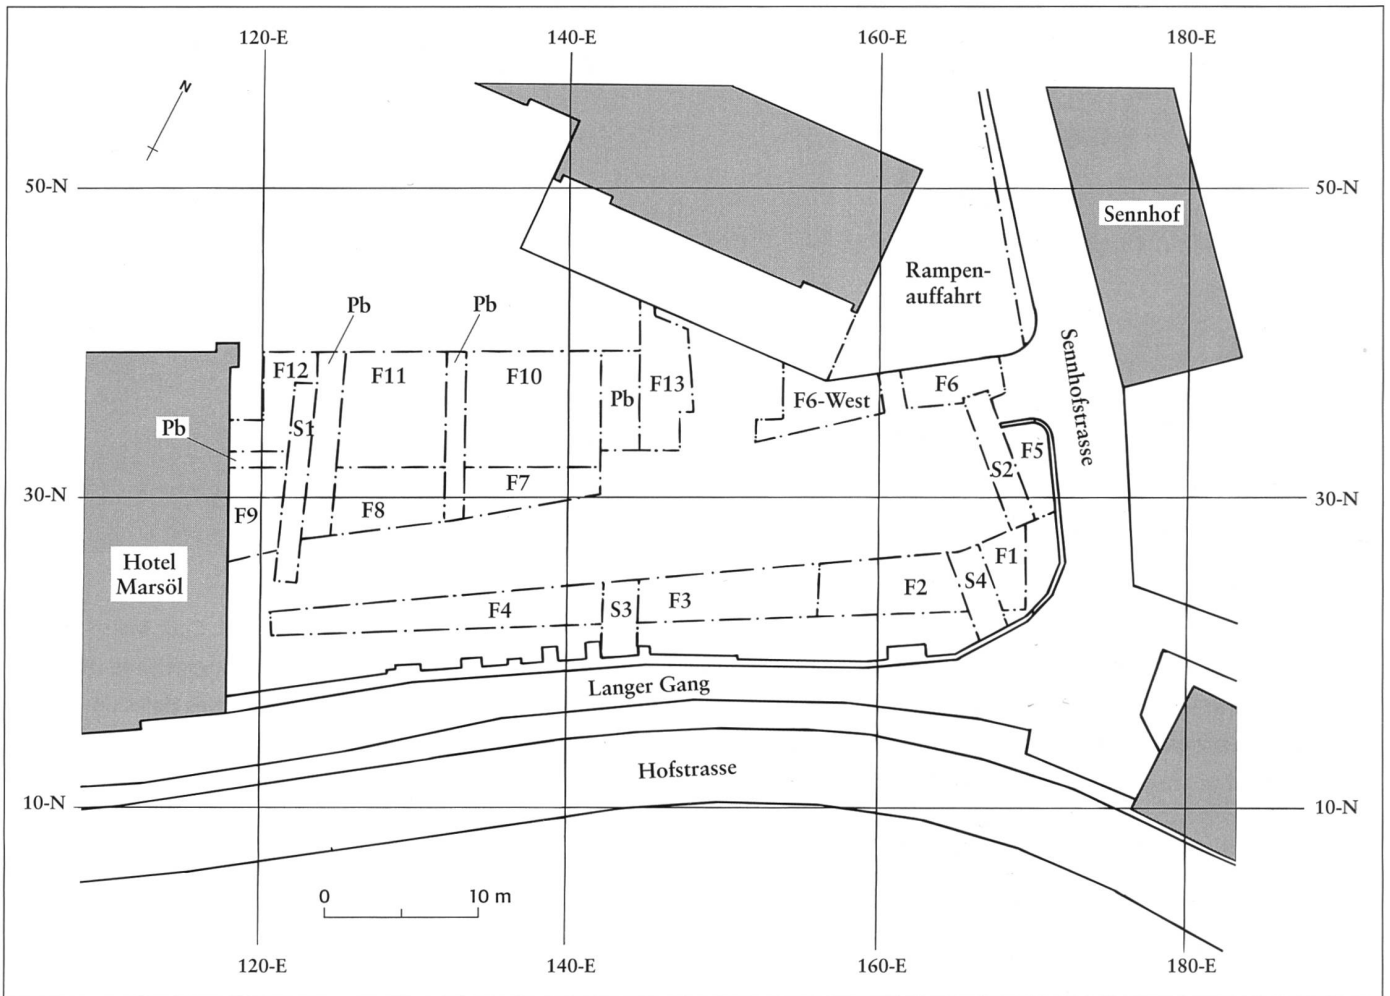 120-E
140-E
160-E
180-E
N
50-N
50-N
Sennhof
Rampen-
auffahrt
Pb
Pb
Sennhofstrasse
F12
F11
F10
Pb
F13
F6-West
F6
Pb
S1
F5
S2
F7
30-N
30-N
F9
F8
Hotel
Marsöl
F1
S4
F2
F3
S3
F4
Langer Gang
Hofstrasse
10-N
10-N
0
10 m
120-E
140-E
160-E
180-E